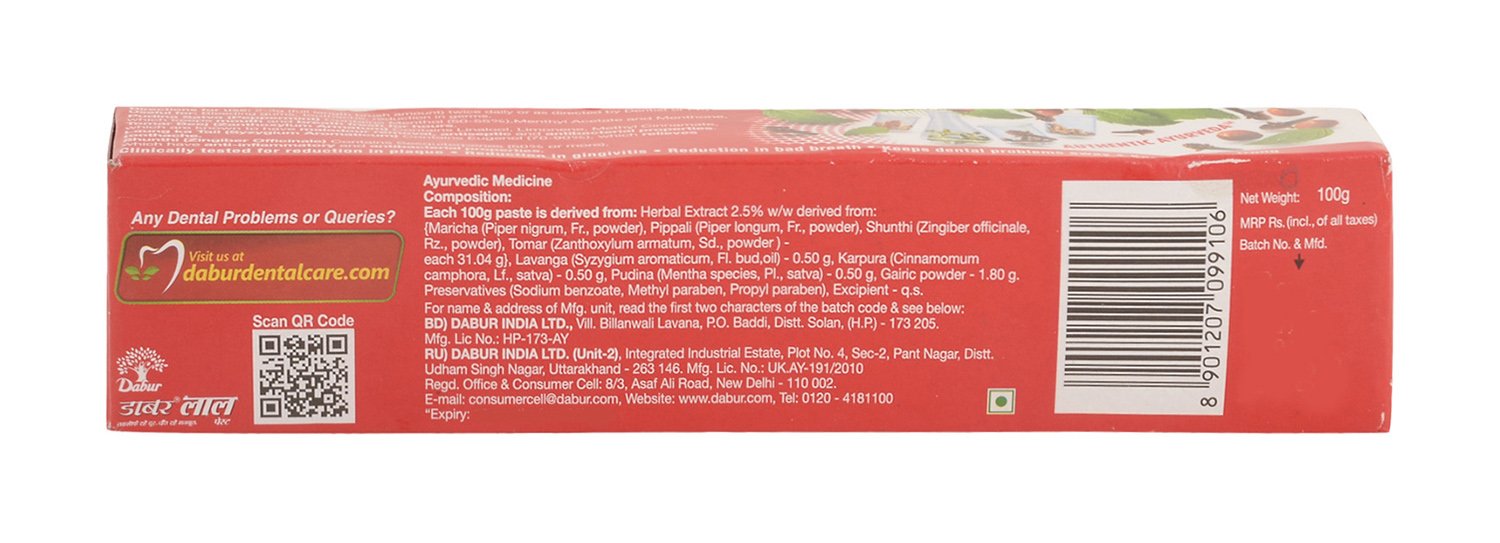 Clinically tested for reduction in plaque • Reduction in gingivitis • Reduction in bad breath • Keeps dental problems
AUTHENTIC AYURVEDA
Any Dental Problems or Queries?
Visit us at
daburdentalcare.com
Scan QR Code
Dabur
डाबर® लाल
पेस्ट
Ayurvedic Medicine
Composition:
Each 100g paste is derived from: Herbal Extract 2.5% w/w derived from:
{Maricha (Piper nigrum, Fr., powder), Pippali (Piper longum, Fr., powder), Shunthi (Zingiber officinale,
Rz., powder), Tomar (Zanthoxylum armatum, Sd., powder ) -
each 31.04 g}, Lavanga (Syzygium aromaticum, Fl. bud,oil) - 0.50 g, Karpura (Cinnamomum
camphora, Lf., satva) - 0.50 g, Pudina (Mentha species, Pl., satva) - 0.50 g, Gairic powder - 1.80 g.
Preservatives (Sodium benzoate, Methyl paraben, Propyl paraben), Excipient - q.s.
For name & address of Mfg. unit, read the first two characters of the batch code & see below:
BD) DABUR INDIA LTD., Vill. Billanwali Lavana, P.O. Baddi, Distt. Solan, (H.P.) - 173 205.
Mfg. Lic No.: HP-173-AY
RU) DABUR INDIA LTD. (Unit-2), Integrated Industrial Estate, Plot No. 4, Sec-2, Pant Nagar, Distt.
Udham Singh Nagar, Uttarakhand - 263 146. Mfg. Lic. No.: UK.AY-191/2010
Regd. Office & Consumer Cell: 8/3, Asaf Ali Road, New Delhi - 110 002.
E-mail: consumercell@dabur.com, Website: www.dabur.com, Tel: 0120 - 4181100
"Expiry:
8 901207 099106
Net Weight: 100g
MRP Rs.(incl., of all taxes)
Batch No. & Mfd.